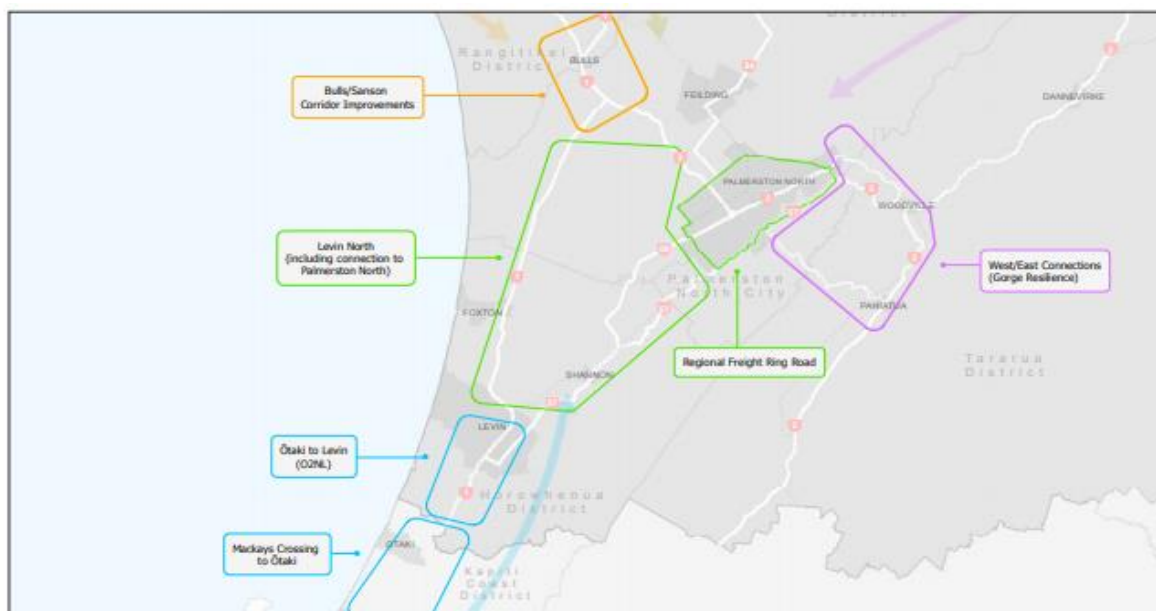 District
Rangitikei
District
BULLS
Bulls/Sanson
Corridor Improvements
FEILDING
DANNEVIRKE
PALMERSTON NORTH
WOODVILLE
Levin North
(including connection to
Palmerston North)
West/East Connections
(Gorge Resilience)
Palmerston
North City
PAHIATUA
FOXTON
Regional Freight Ring Road
Tararua
District
SHANNON
LEVIN
Ōtaki to Levin
(O2NL)
Horowhenua
District
Mackays Crossing
to Ōtaki
OTAKI
Kapiti
Coast
District